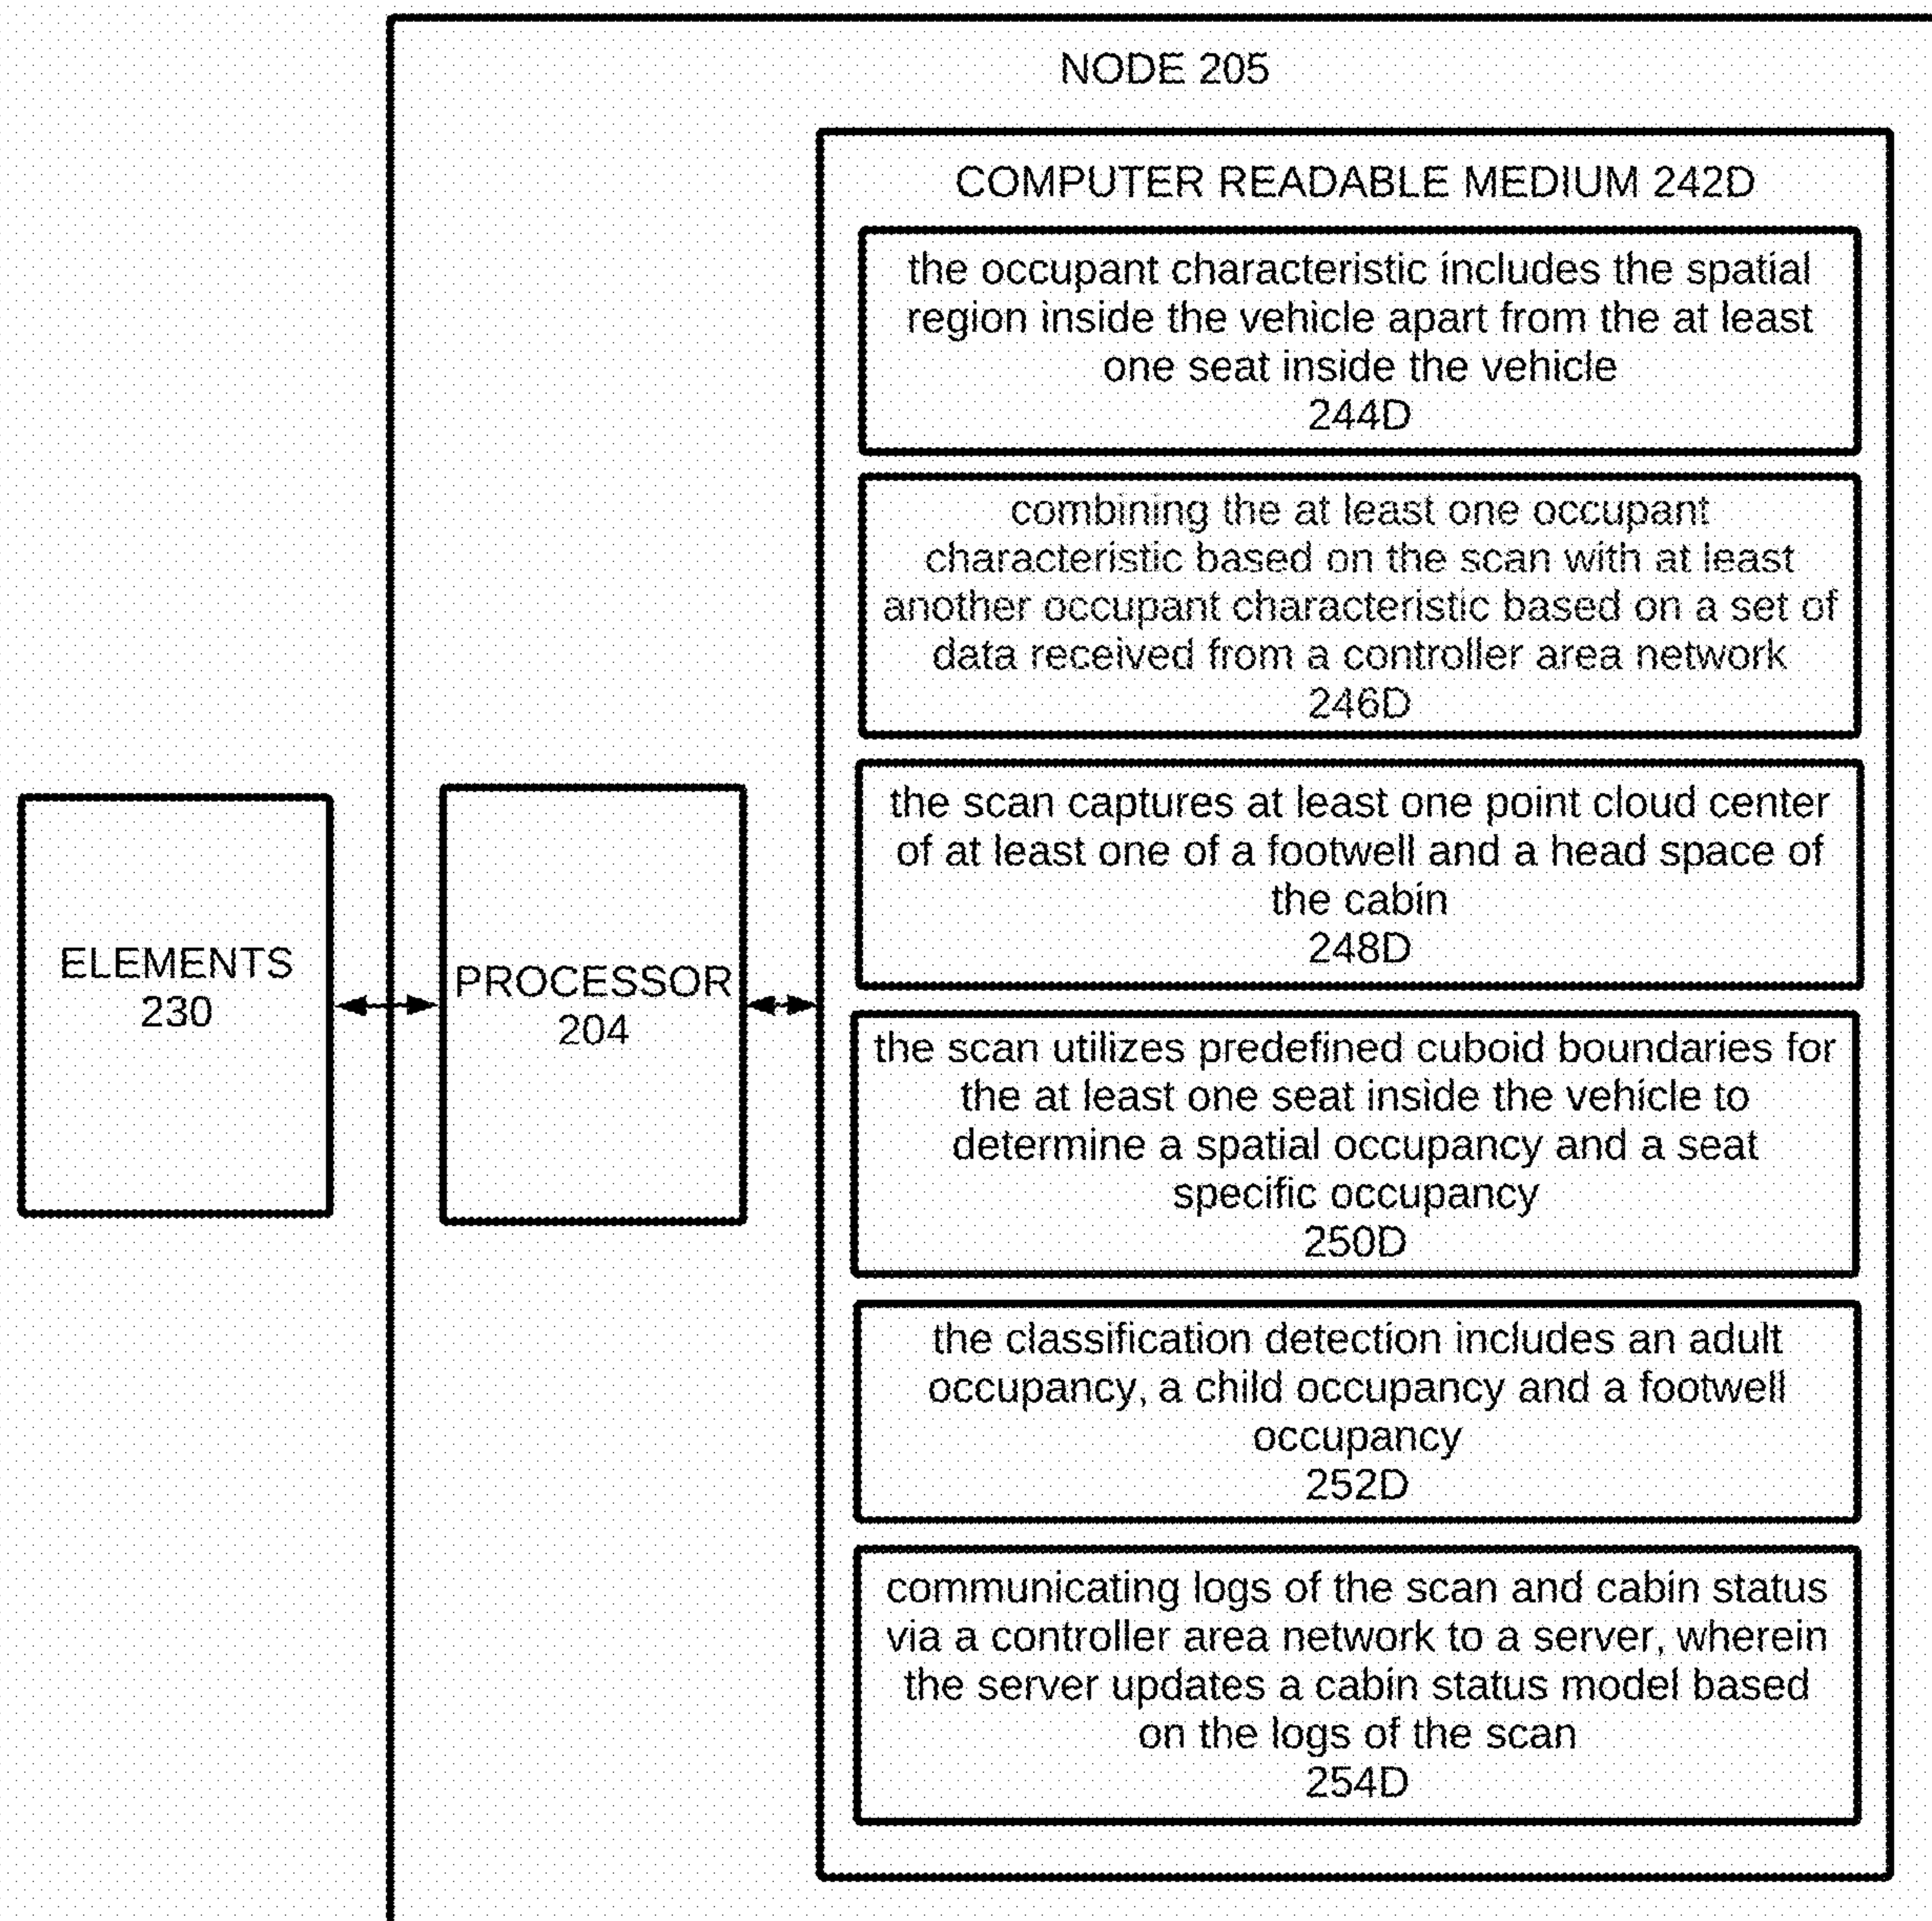 NODE 205
COMPUTER READABLE MEDIUM 242D
the occupant characteristic includes the spatial
region inside the vehicle apart from the at least
one seat inside the vehicle
244D
combining the at least one occupant
characteristic based on the scan with at least
another occupant characteristic based on a set of
data received from a controller area network
246D
the scan captures at least one point cloud center
of at least one of a footwell and a head space of
the cabin
248D
ELEMENTS
230
PROCESSOR
204
the scan utilizes predefined cuboid boundaries for
the at least one seat inside the vehicle to
determine a spatial occupancy and a seat
specific occupancy
250D
the classification detection includes an adult
occupancy, a child occupancy and a footwell
occupancy
252D
communicating logs of the scan and cabin status
via a controller area network to a server, wherein
the server updates a cabin status model based
on the logs of the scan
254D